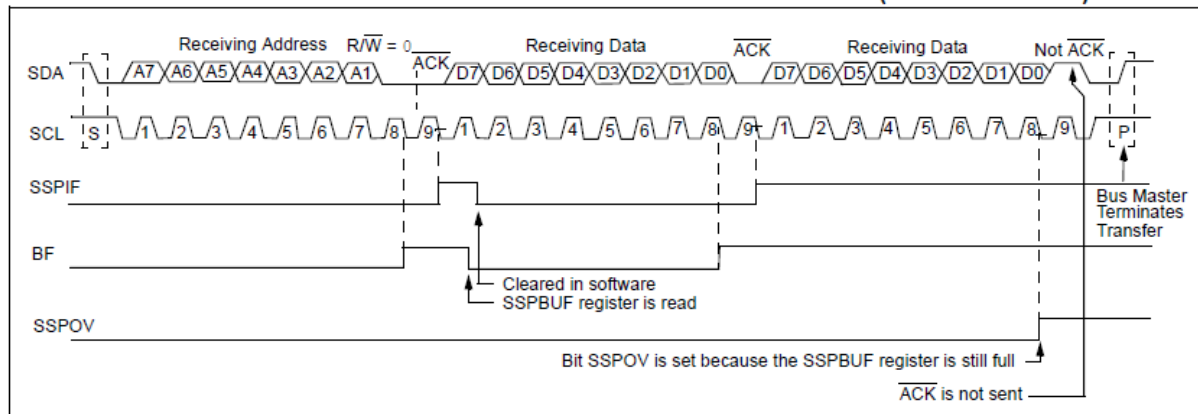 Receiving Address R/W̅ = 0 A̅C̅K̅ Receiving Data A̅C̅K̅ Receiving Data Not A̅C̅K̅
SDA A7 A6 A5 A4 A3 A2 A1 D7 D6 D5 D4 D3 D2 D1 D0 D7 D6 D5 D4 D3 D2 D1 D0
SCL S 1 2 3 4 5 6 7 8 9 1 2 3 4 5 6 7 8 9 1 2 3 4 5 6 7 8 9 P
SSPIF
Bus Master
Terminates
Transfer
BF
Cleared in software
SSPBUF register is read
SSPOV
Bit SSPOV is set because the SSPBUF register is still full
A̅C̅K̅ is not sent